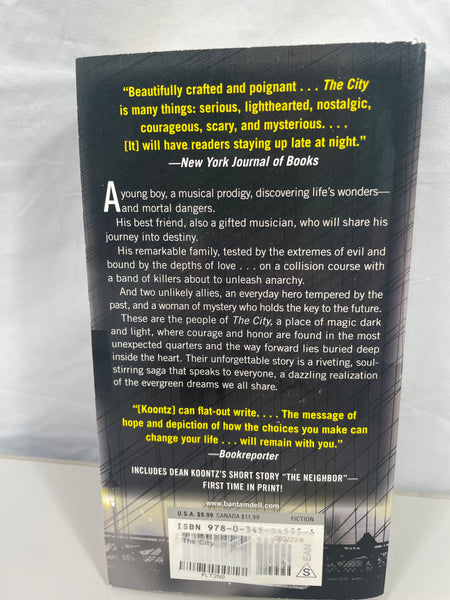 “Beautifully crafted and poignant . . . The City
is many things: serious, lighthearted, nostalgic,
courageous, scary, and mysterious. . . .
[It] will have readers staying up late at night.”
—New York Journal of Books
A young boy, a musical prodigy, discovering life’s wonders—
and mortal dangers.
His best friend, also a gifted musician, who will share his
journey into destiny.
His remarkable family, tested by the extremes of evil and
bound by the depths of love . . . on a collision course with
a band of killers about to unleash anarchy.
And two unlikely allies, an everyday hero tempered by the
past, and a woman of mystery who holds the key to the future.
These are the people of The City, a place of magic dark
and light, where courage and honor are found in the most
unexpected quarters and the way forward lies buried deep
inside the heart. Their unforgettable story is a riveting, soul-
stirring saga that speaks to everyone, a dazzling realization
of the evergreen dreams we all share.
“[Koontz] can flat-out write. . . . The message of
hope and depiction of how the choices you make can
change your life . . . will remain with you.”
—Bookreporter
INCLUDES DEAN KOONTZ’S SHORT STORY “THE NEIGHBOR”—
FIRST TIME IN PRINT!
www.bantamdell.com
U.S.A. $9.99 CANADA $11.99 FICTION
ISBN 978-0-345-54595-4
The City
FLT2N9
S
EAN